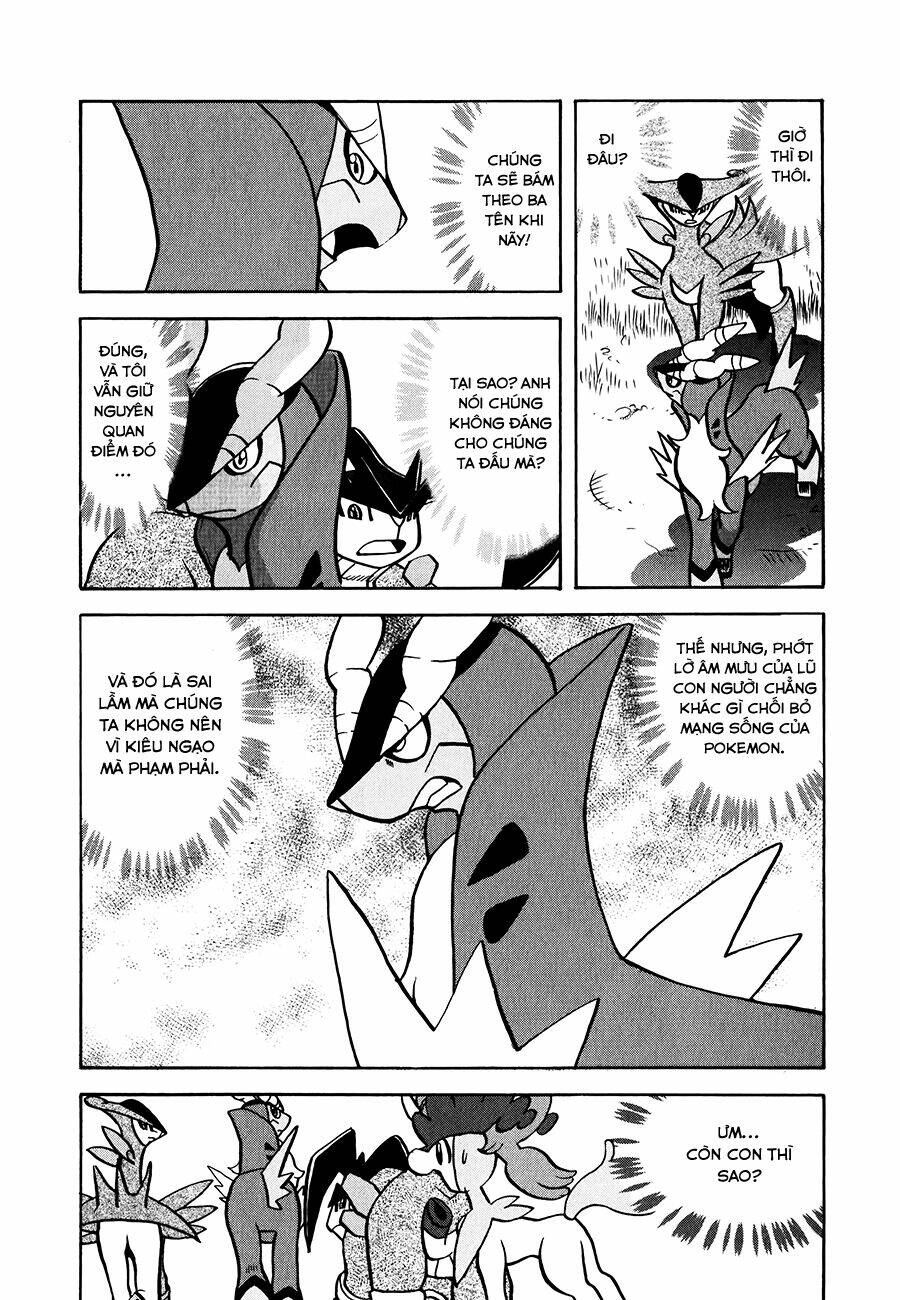 GIỜ
THÌ ĐI
THÔI.
ĐI
ĐÂU?
CHÚNG
TA SẼ BÁM
THEO BA
TÊN KHI
NÃY!
TẠI SAO? ANH
NÓI CHÚNG
KHÔNG ĐÁNG
CHO CHÚNG
TA ĐẤU MÀ?
ĐÚNG,
VÀ TÔI
VẪN GIỮ
NGUYÊN
QUAN
ĐIỂM ĐÓ
...
THẾ NHƯNG, PHỚT
LỜ ÂM MƯU CỦA LŨ
CON NGƯỜI CHẲNG
KHÁC GÌ CHỐI BỎ
MẠNG SỐNG CỦA
POKEMON.
VÀ ĐÓ LÀ SAI
LẦM MÀ CHÚNG
TA KHÔNG NÊN
VÌ KIÊU NGẠO
MÀ PHẠM PHẢI.
ƯM...
CÒN CON THÌ
SAO?